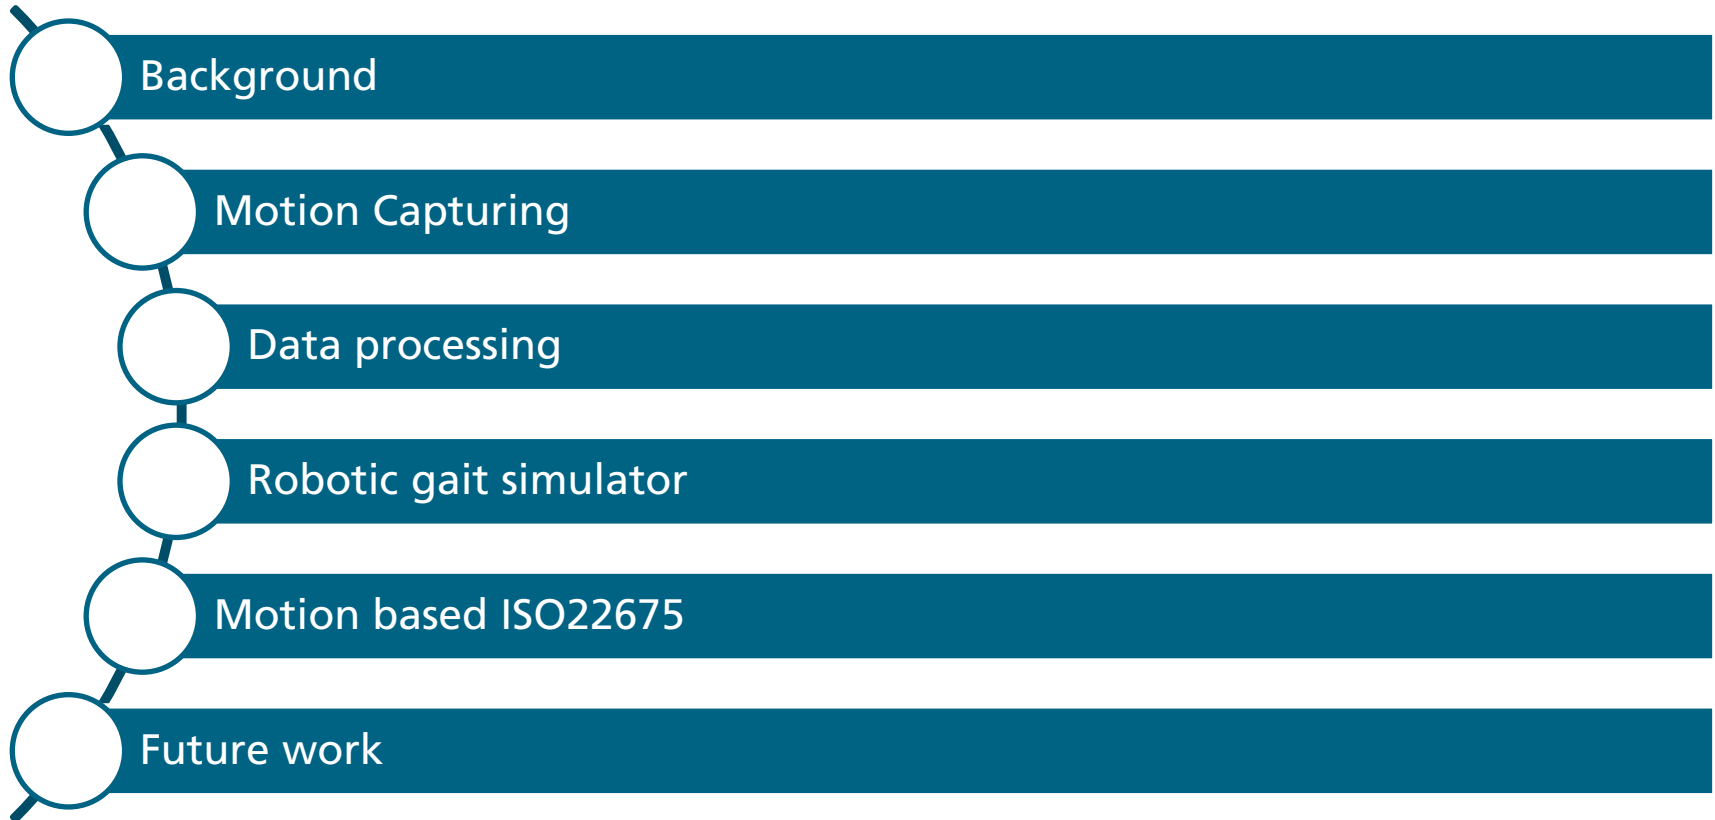 Background
Motion Capturing
Data processing
Robotic gait simulator
Motion based ISO22675
Future work